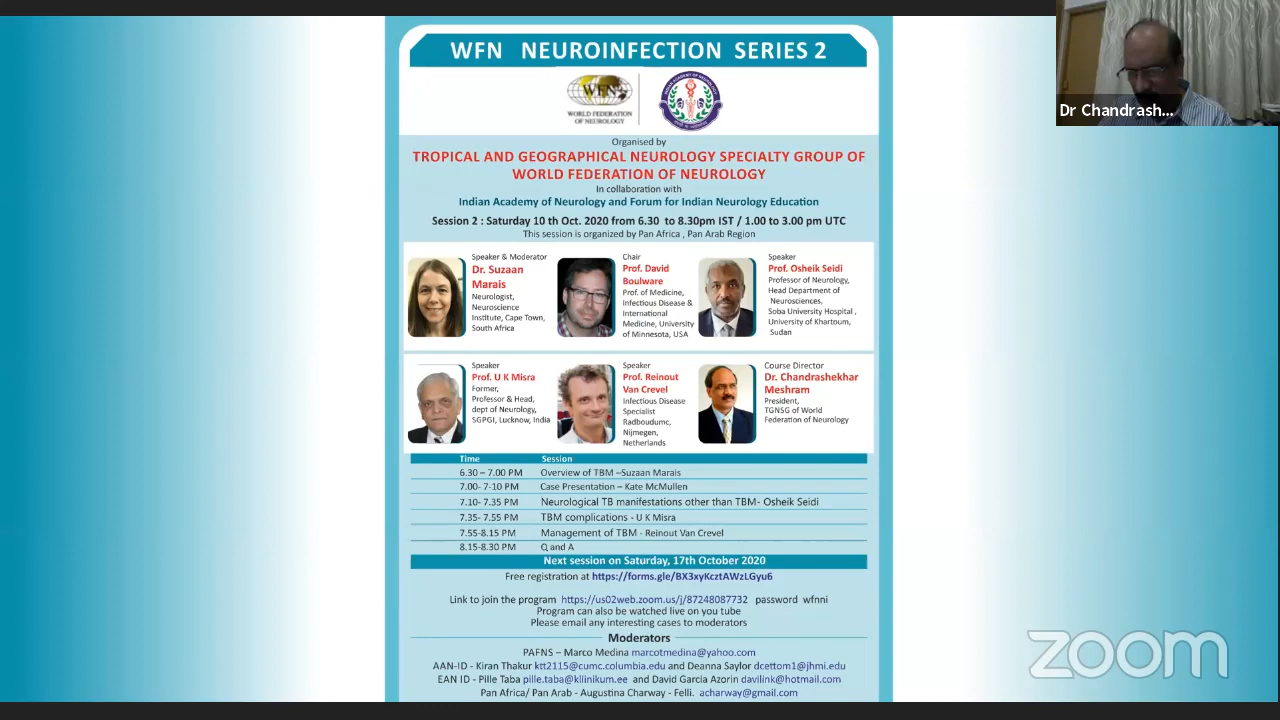 WFN NEUROINFECTION SERIES 2
WFN
WORLD FEDERATION
OF NEUROLOGY
Organised by
TROPICAL AND GEOGRAPHICAL NEUROLOGY SPECIALTY GROUP OF
WORLD FEDERATION OF NEUROLOGY
In collaboration with
Indian Academy of Neurology and Forum for Indian Neurology Education
Session 2 : Saturday 10 th Oct. 2020 from 6.30 to 8.30pm IST / 1.00 to 3.00 pm UTC
This session is organized by Pan Africa , Pan Arab Region
Speaker & Moderator
Dr. Suzaan
Marais
Neurologist,
Neuroscience
Institute, Cape Town,
South Africa
Chair
Prof. David
Boulware
Prof. of Medicine,
Infectious Disease &
International
Medicine, University
of Minnesota, USA
Speaker
Prof. Osheik Seidi
Professor of Neurology,
Head Department of
Neurosciences,
Soba University Hospital ,
University of Khartoum,
Sudan
Speaker
Prof. U K Misra
Former,
Professor & Head,
dept of Neurology,
SGPGI, Lucknow, India
Speaker
Prof. Reinout
Van Crevel
Infectious Disease
Specialist
Radboudumc,
Nijmegen,
Netherlands
Course Director
Dr. Chandrashekhar
Meshram
President,
TGNSG of World
Federation of Neurology
Time Session
6.30 – 7.00 PM Overview of TBM –Suzaan Marais
7.00- 7-10 PM Case Presentation – Kate McMullen
7.10- 7.35 PM Neurological TB manifestations other than TBM- Osheik Seidi
7.35- 7.55 PM TBM complications - U K Misra
7.55-8.15 PM Management of TBM - Reinout Van Crevel
8.15-8.30 PM Q and A
Next session on Saturday, 17th October 2020
Free registration at https://forms.gle/BX3xyKcztAWzLGyu6
Link to join the program https://us02web.zoom.us/j/87248087732 password wfnni
Program can also be watched live on you tube
Please email any interesting cases to moderators
Moderators
PAFNS – Marco Medina marcotmedina@yahoo.com
AAN-ID - Kiran Thakur ktt2115@cumc.columbia.edu and Deanna Saylor dcettom1@jhmi.edu
EAN ID - Pille Taba pille.taba@kliinikum.ee and David Garcia Azorin davilink@hotmail.com
Pan Africa/ Pan Arab - Augustina Charway - Felli. acharway@gmail.com
Dr Chandrash...
zoom